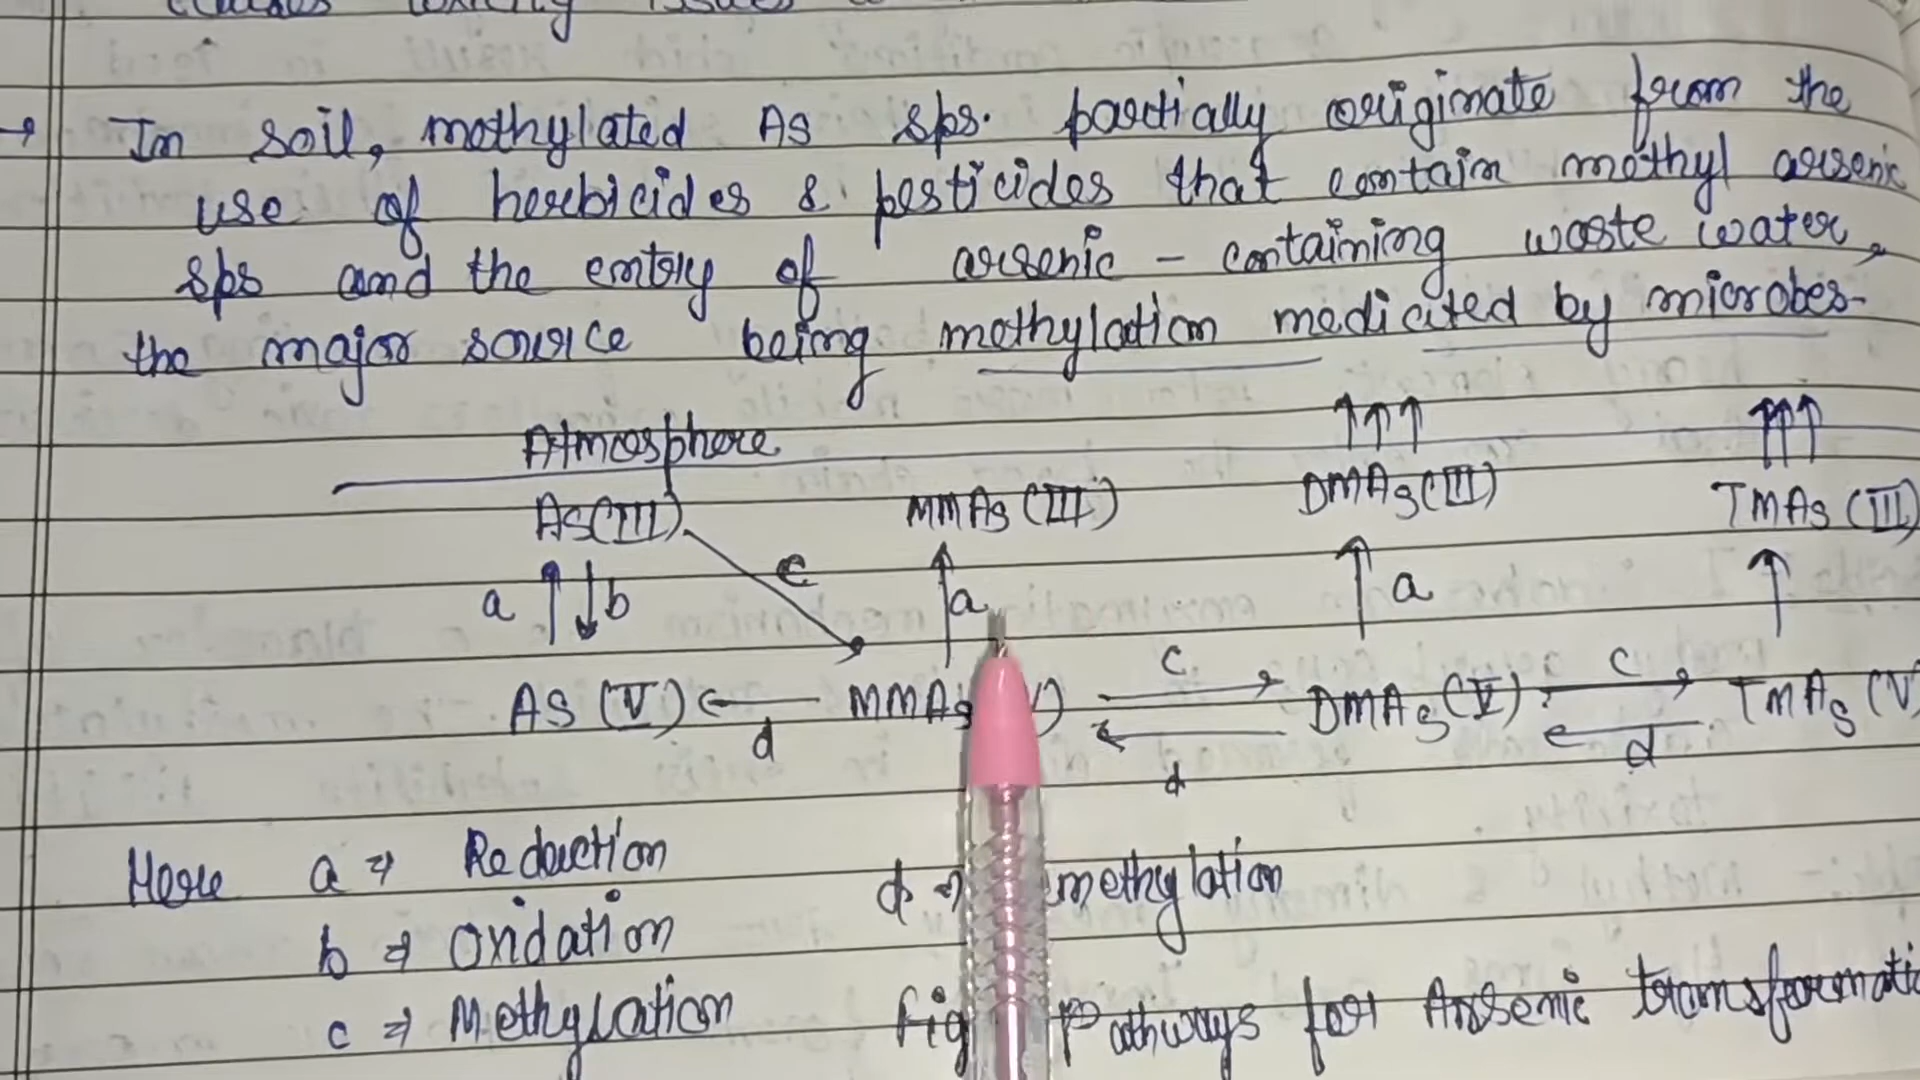 → In soil, methylated As sps. partially originate from the
use of herbicides & pesticides that contain methyl arsenic
sps and the entry of arsenic - containing waste water,
the major source being methylation medicited by microbes-
Atmosphere
As(III) MMAs (III) DMAs(III) TMAs (III)
a b c a a
c c
As (V) MMAs DMAs (V) TMAs (V
d d d
Here a ⇒ Reduction d ⇒ methylation
b ⇒ Oxidation
c ⇒ Methylation Fig Pathways for Arsenic transformati